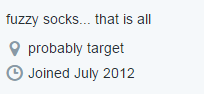 fuzzy socks... that is all
probably target
Joined July 2012